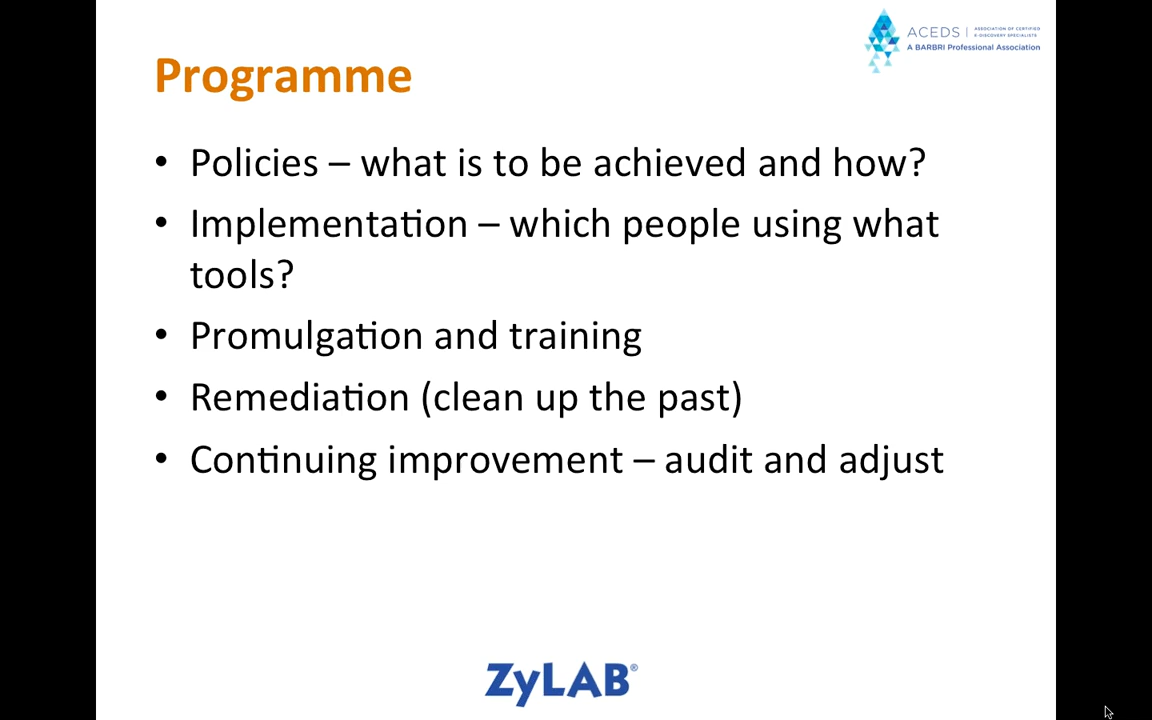 ACEDS | ASSOCIATION OF CERTIFIED
E-DISCOVERY SPECIALISTS
A BARBRI Professional Association
Programme
• Policies – what is to be achieved and how?
• Implementation – which people using what
tools?
• Promulgation and training
• Remediation (clean up the past)
• Continuing improvement – audit and adjust
ZyLAB®